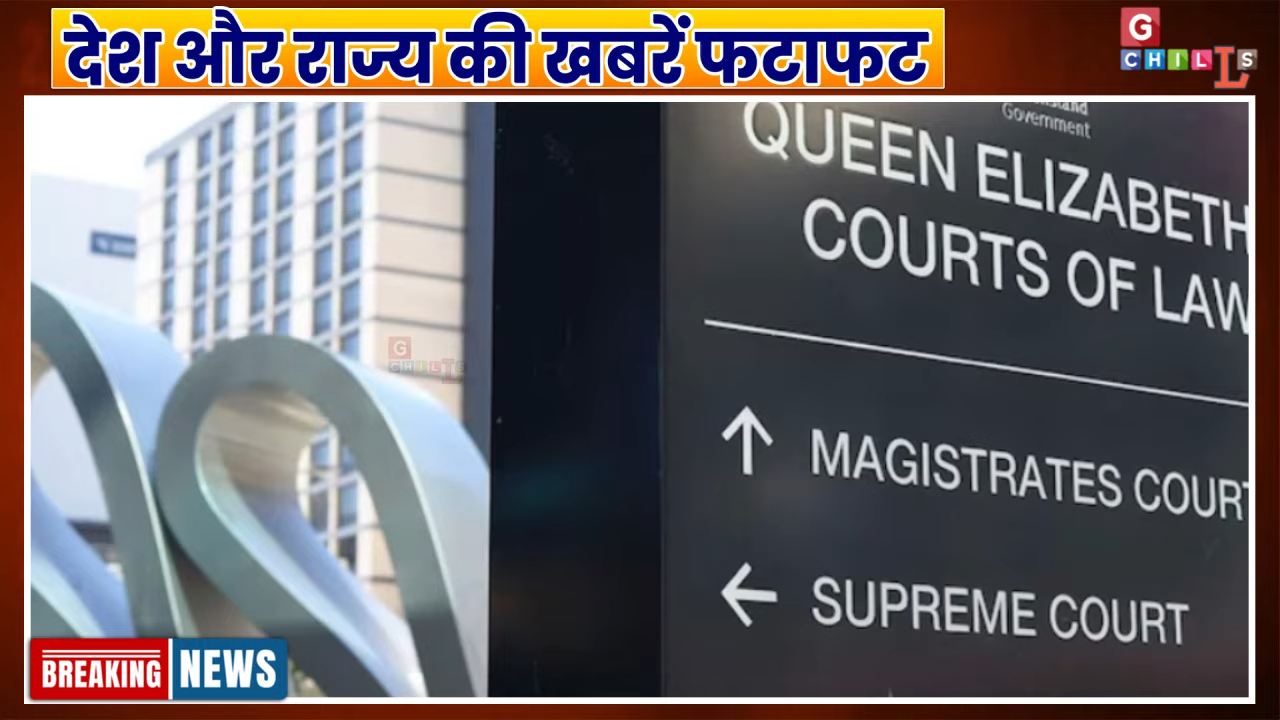 देश और राज्य की खबरें फटाफट
G
CHILLS
Government
QUEEN ELIZABETH
COURTS OF LAW
↑ MAGISTRATES COURT
← SUPREME COURT
BREAKING NEWS